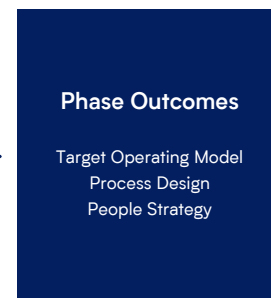 Phase Outcomes
Target Operating Model
Process Design
People Strategy